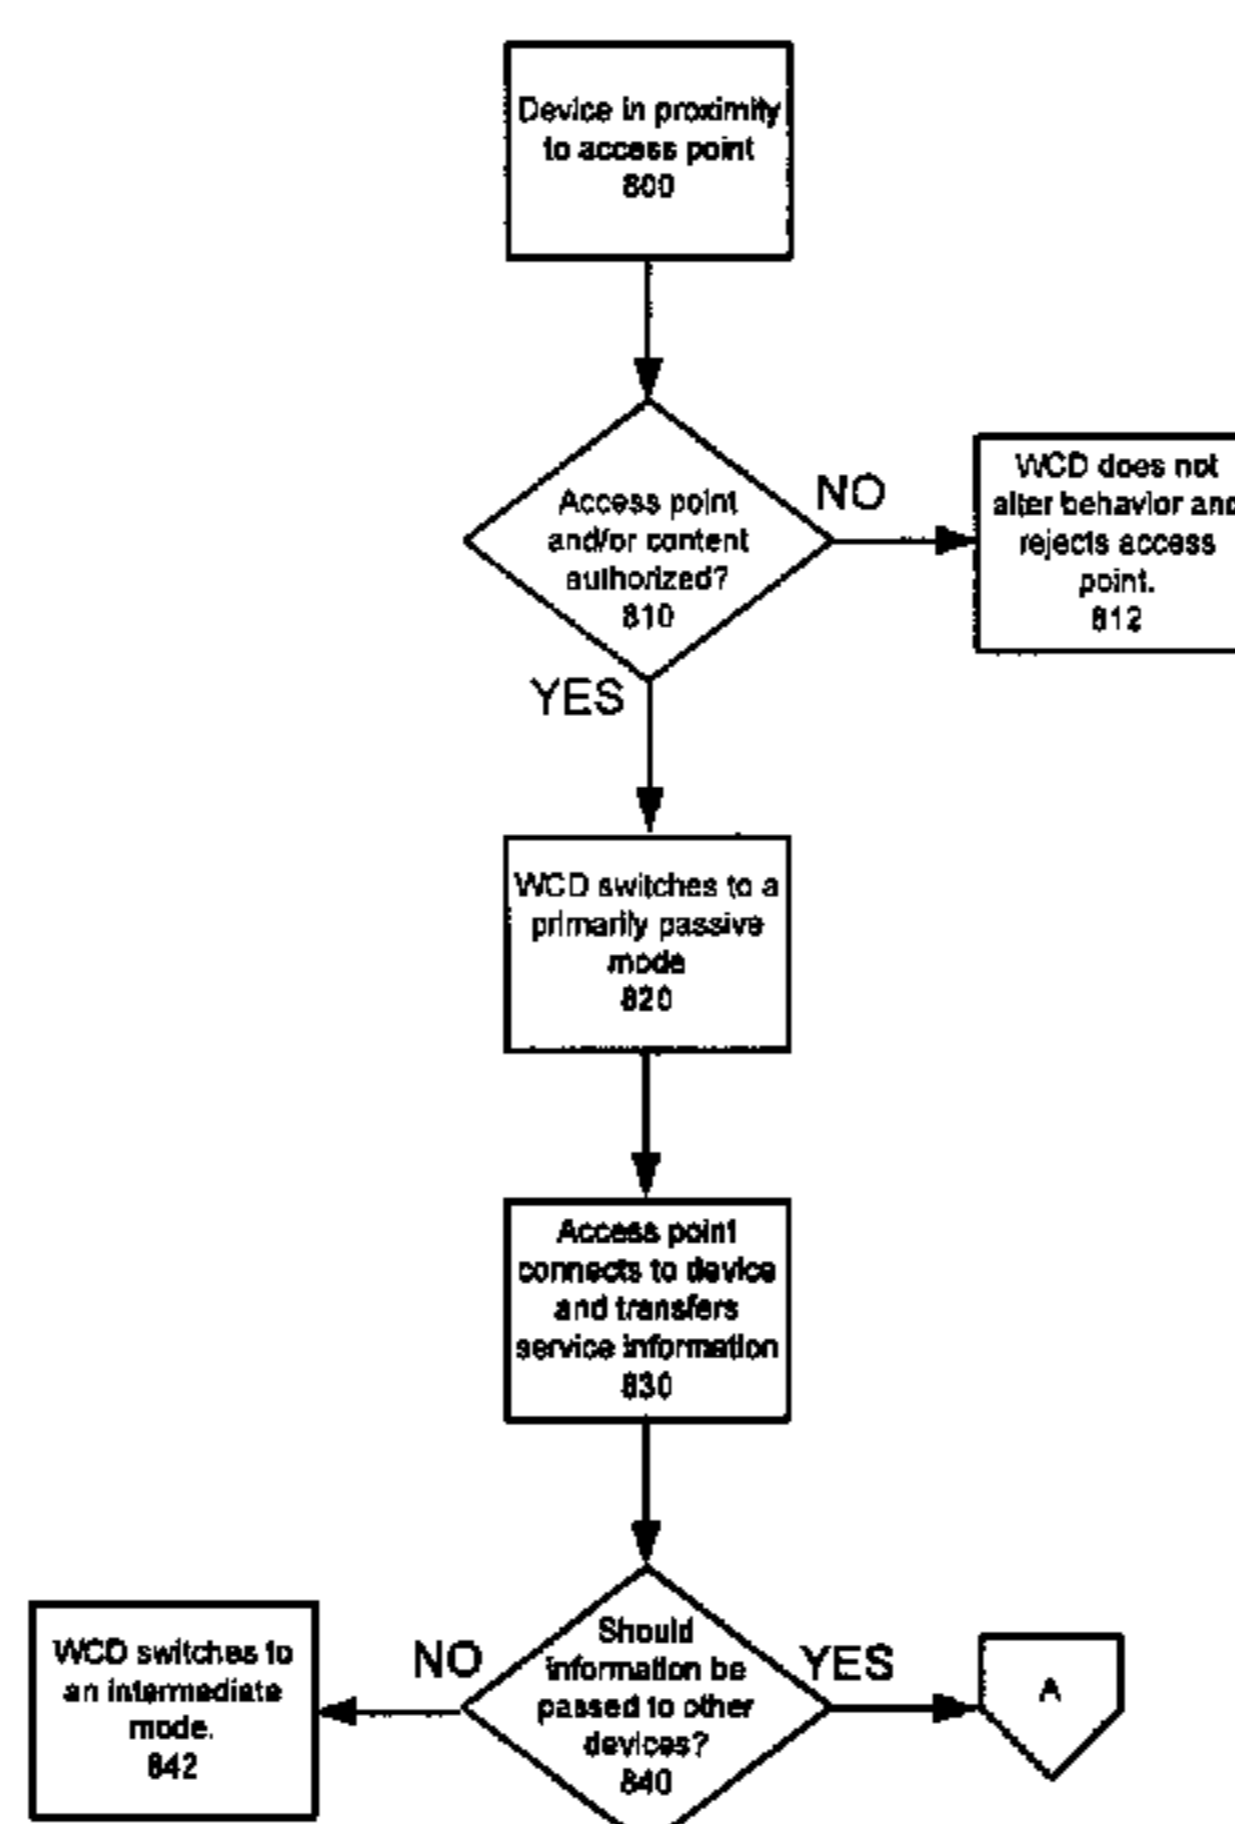 Device in proximity
to access point
800
Access point
and/or content
authorized?
810
NO
WCD does not
alter behavior and
rejects access
point.
812
YES
WCD switches to a
primarily passive
mode
820
Access point
connects to device
and transfers
service information
830
Should
information be
passed to other
devices?
840
NO
YES
WCD switches to
an intermediate
mode.
842
A